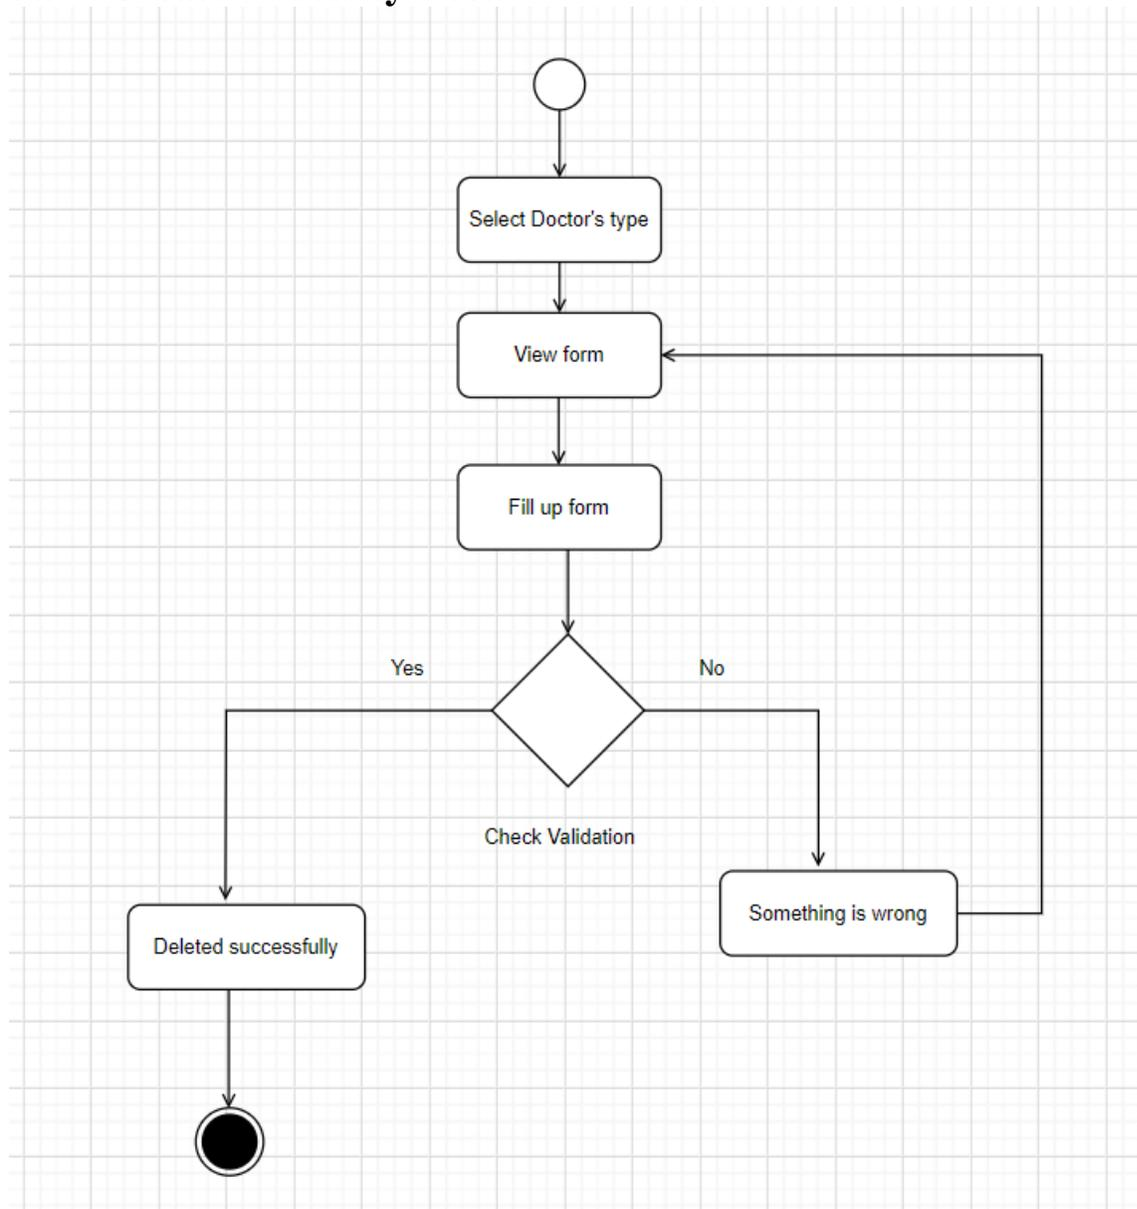 Select Doctor's type
View form
Fill up form
Yes
No
Check Validation
Something is wrong
Deleted successfully